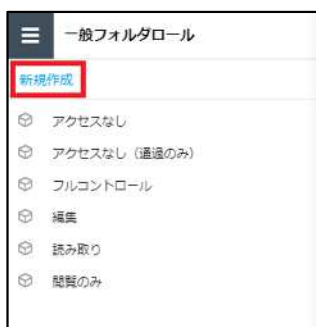 一般フォルダロール
新規作成
アクセスなし
アクセスなし（通過のみ）
フルコントロール
編集
読み取り
閲覧のみ